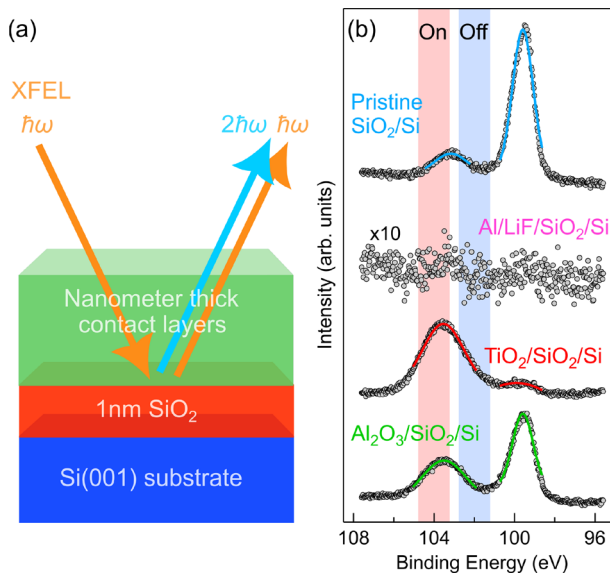 (a)
XFEL
ħω
2ħω ħω
Nanometer thick
contact layers
1nm SiO₂
Si(001) substrate
(b)
On Off
Pristine
SiO₂/Si
x10
Al/LiF/SiO₂/Si
TiO₂/SiO₂/Si
Al₂O₃/SiO₂/Si
Intensity (arb. units)
108 104 100 96
Binding Energy (eV)